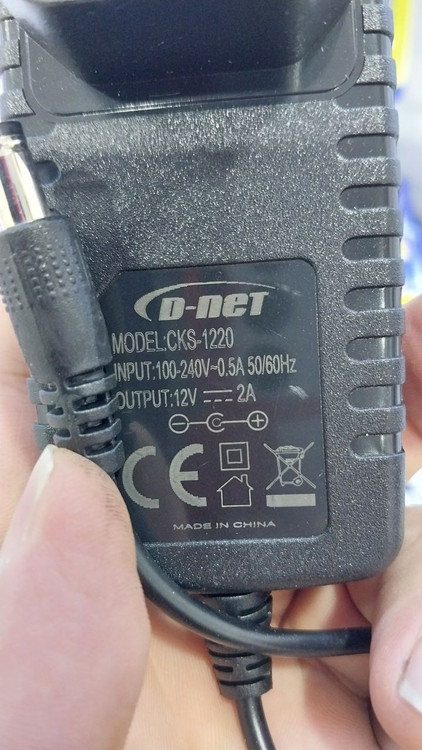 D-NET
MODEL:CKS-1220
INPUT:100-240V~0.5A 50/60Hz
OUTPUT:12V ⎓ 2A
CE
MADE IN CHINA